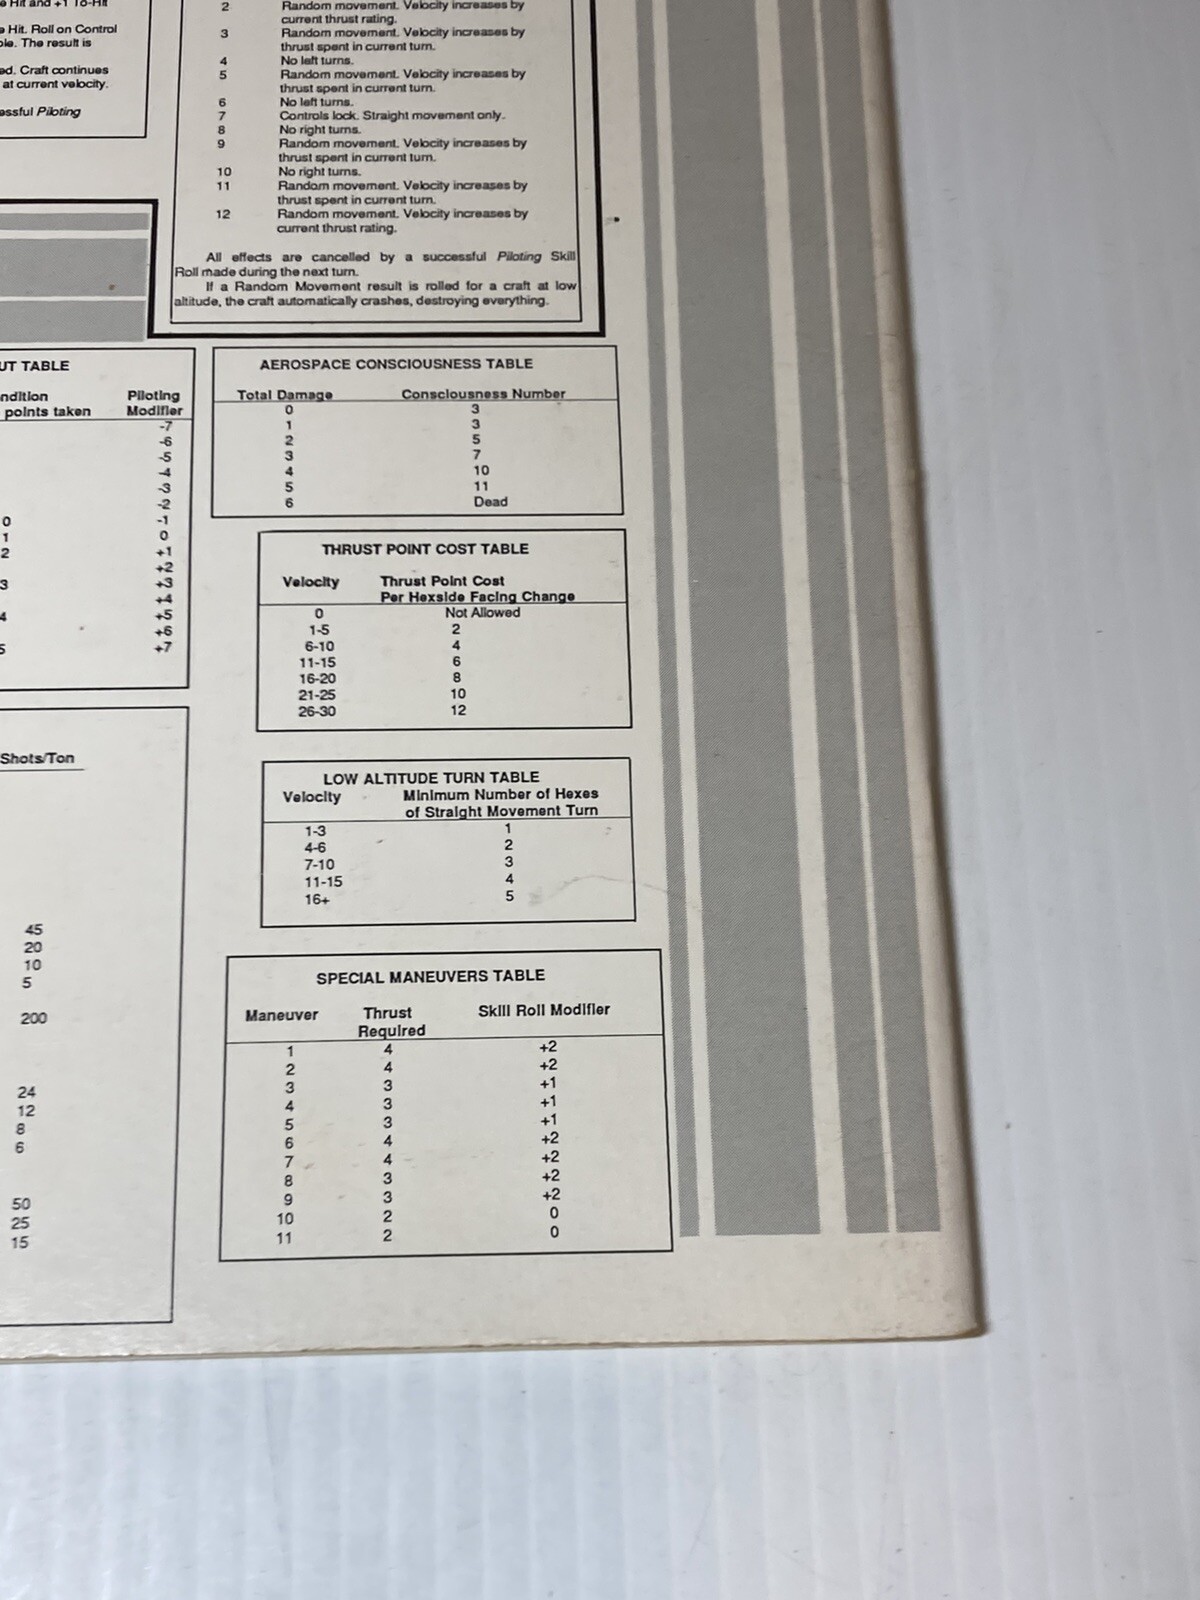 e Hit and +1 To-Hit
e Hit. Roll on Control
ble. The result is
ed. Craft continues
at current velocity.
essful Piloting
2 Random movement. Velocity increases by
current thrust rating.
3 Random movement. Velocity increases by
thrust spent in current turn.
4 No left turns.
5 Random movement. Velocity increases by
thrust spent in current turn.
6 No left turns.
7 Controls lock. Straight movement only.
8 No right turns.
9 Random movement. Velocity increases by
thrust spent in current turn.
10 No right turns.
11 Random movement. Velocity increases by
thrust spent in current turn.
12 Random movement. Velocity increases by
current thrust rating.
All effects are cancelled by a successful Piloting Skill
Roll made during the next turn.
If a Random Movement result is rolled for a craft at low
altitude, the craft automatically crashes, destroying everything.
UT TABLE
ndition Piloting
points taken Modifier
-7
-6
-5
-4
-3
-2
0 -1
1 0
2 +1
+2
3 +3
+4
4 +5
+6
5 +7
AEROSPACE CONSCIOUSNESS TABLE
Total Damage Consciousness Number
0 3
1 3
2 5
3 7
4 10
5 11
6 Dead
THRUST POINT COST TABLE
Velocity Thrust Point Cost
Per Hexside Facing Change
0 Not Allowed
1-5 2
6-10 4
11-15 6
16-20 8
21-25 10
26-30 12
Shots/Ton
45
20
10
5
200
24
12
8
6
50
25
15
LOW ALTITUDE TURN TABLE
Velocity Minimum Number of Hexes
of Straight Movement Turn
1-3 1
4-6 2
7-10 3
11-15 4
16+ 5
SPECIAL MANEUVERS TABLE
Maneuver Thrust Skill Roll Modifier
Required
1 4 +2
2 4 +2
3 3 +1
4 3 +1
5 3 +1
6 4 +2
7 4 +2
8 3 +2
9 3 +2
10 2 0
11 2 0